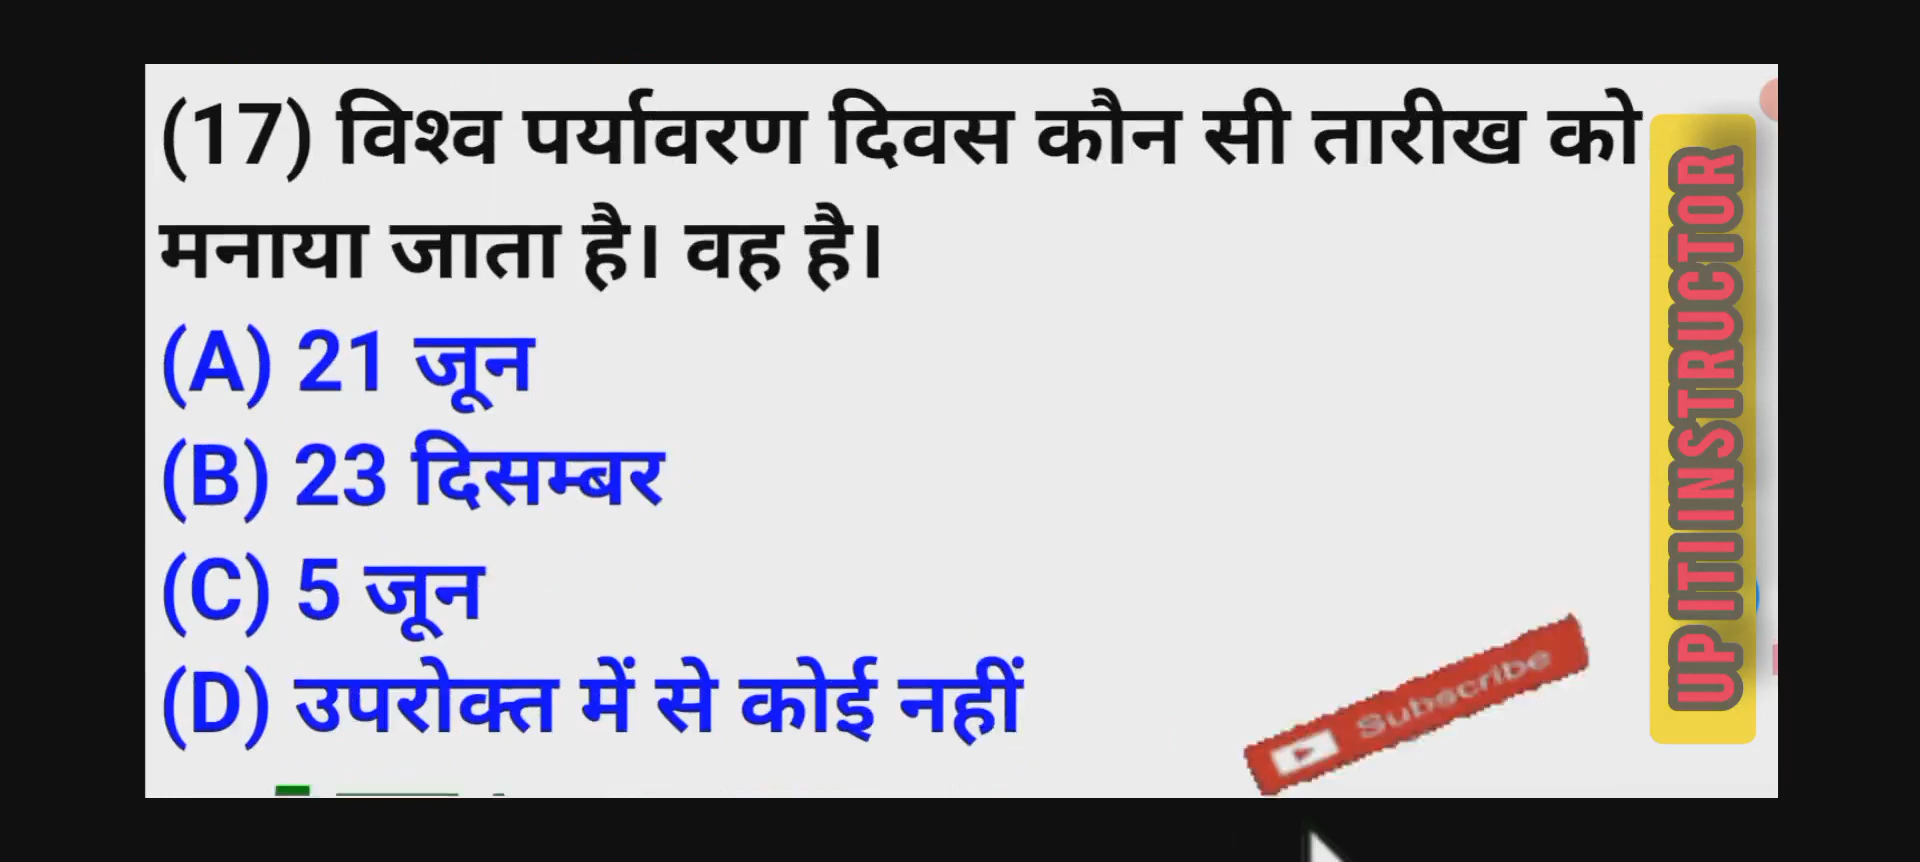 (17) विश्व पर्यावरण दिवस कौन सी तारीख को
मनाया जाता है। वह है।
(A) 21 जून
(B) 23 दिसम्बर
(C) 5 जून
(D) उपरोक्त में से कोई नहीं
Subscribe
UP ITI INSTRUCTOR